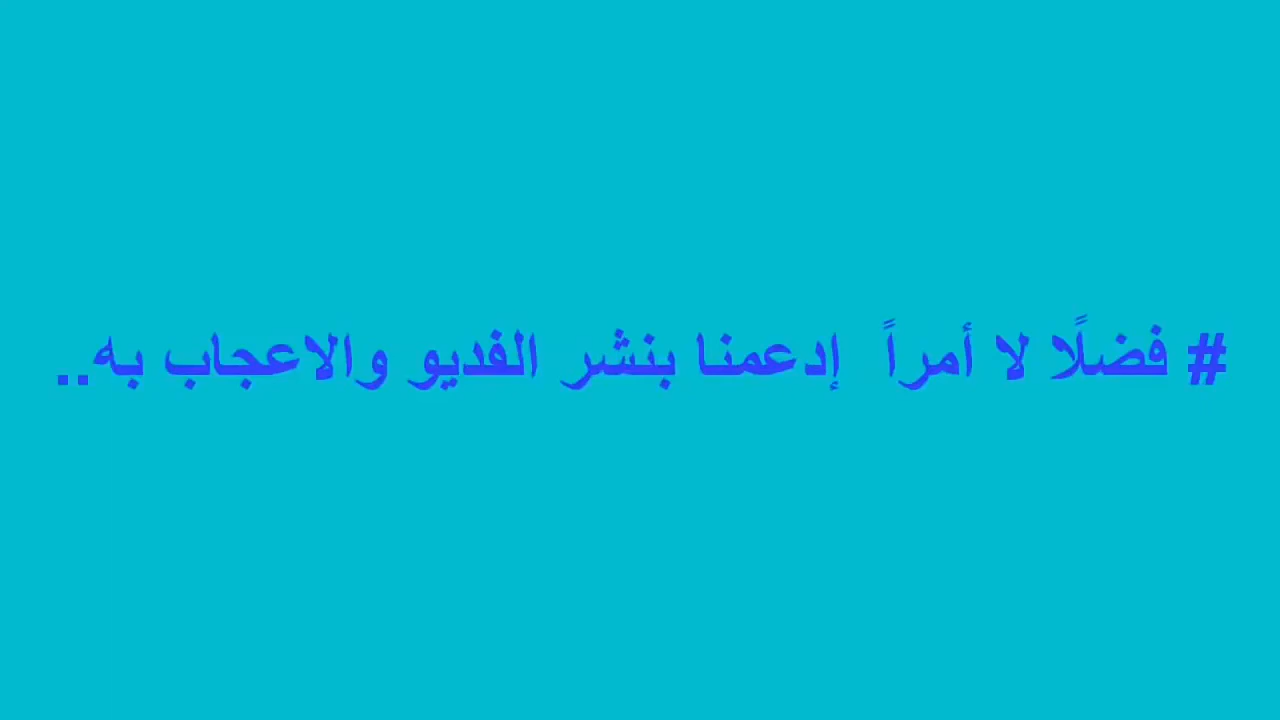 # فضلًا لا أمراً  إدعمنا بنشر الفديو والاعجاب به..